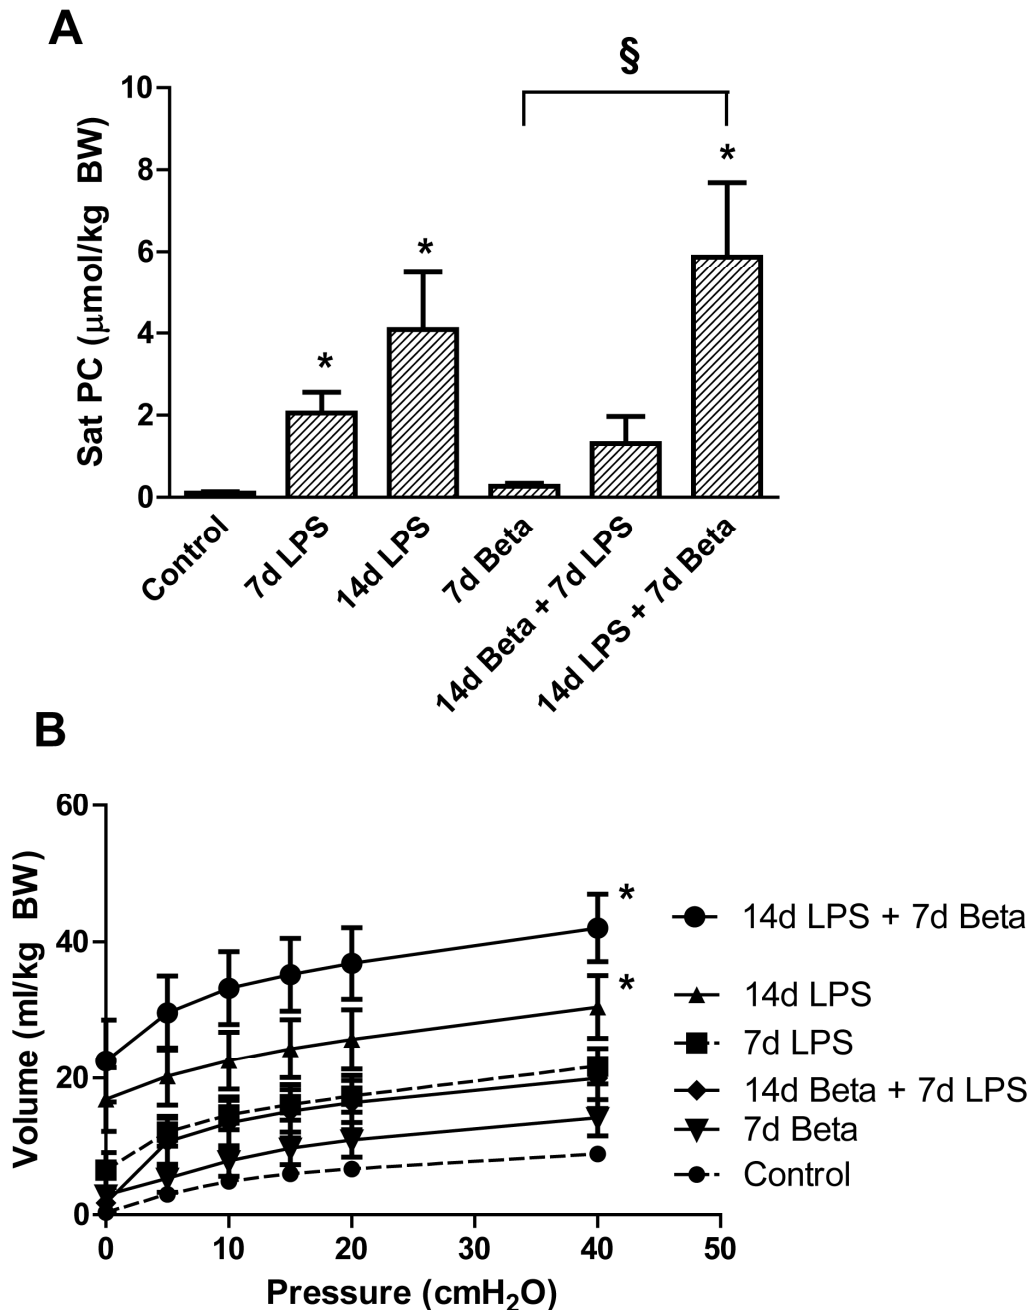 A
§
10
8
6
4
2
0
Sat PC (μmol/kg BW)
*
*
*
Control
7d LPS
14d LPS
7d Beta
14d Beta + 7d LPS
14d LPS + 7d Beta
B
60
40
20
0
Volume (ml/kg BW)
*
*
14d LPS + 7d Beta
14d LPS
7d LPS
14d Beta + 7d LPS
7d Beta
Control
0 10 20 30 40 50
Pressure (cmH₂O)